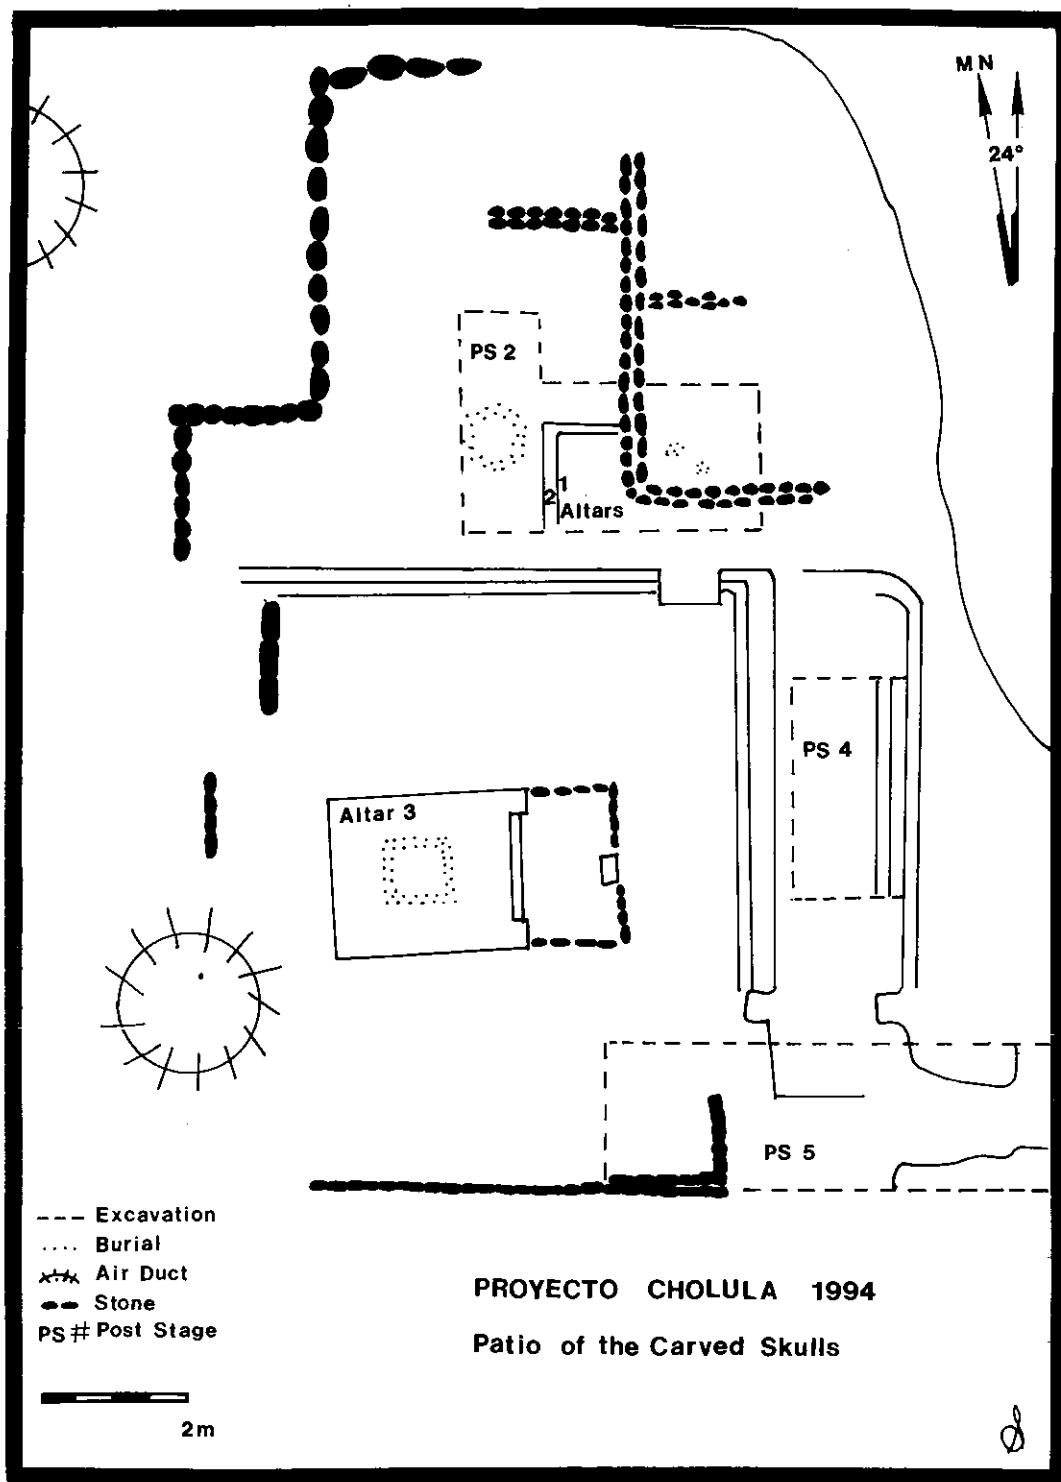 MN
24°
PS 2
1
2
Altars
PS 4
Altar 3
PS 5
Excavation
Burial
Air Duct
Stone
PS # Post Stage
2m
PROYECTO CHOLULA 1994
Patio of the Carved Skulls